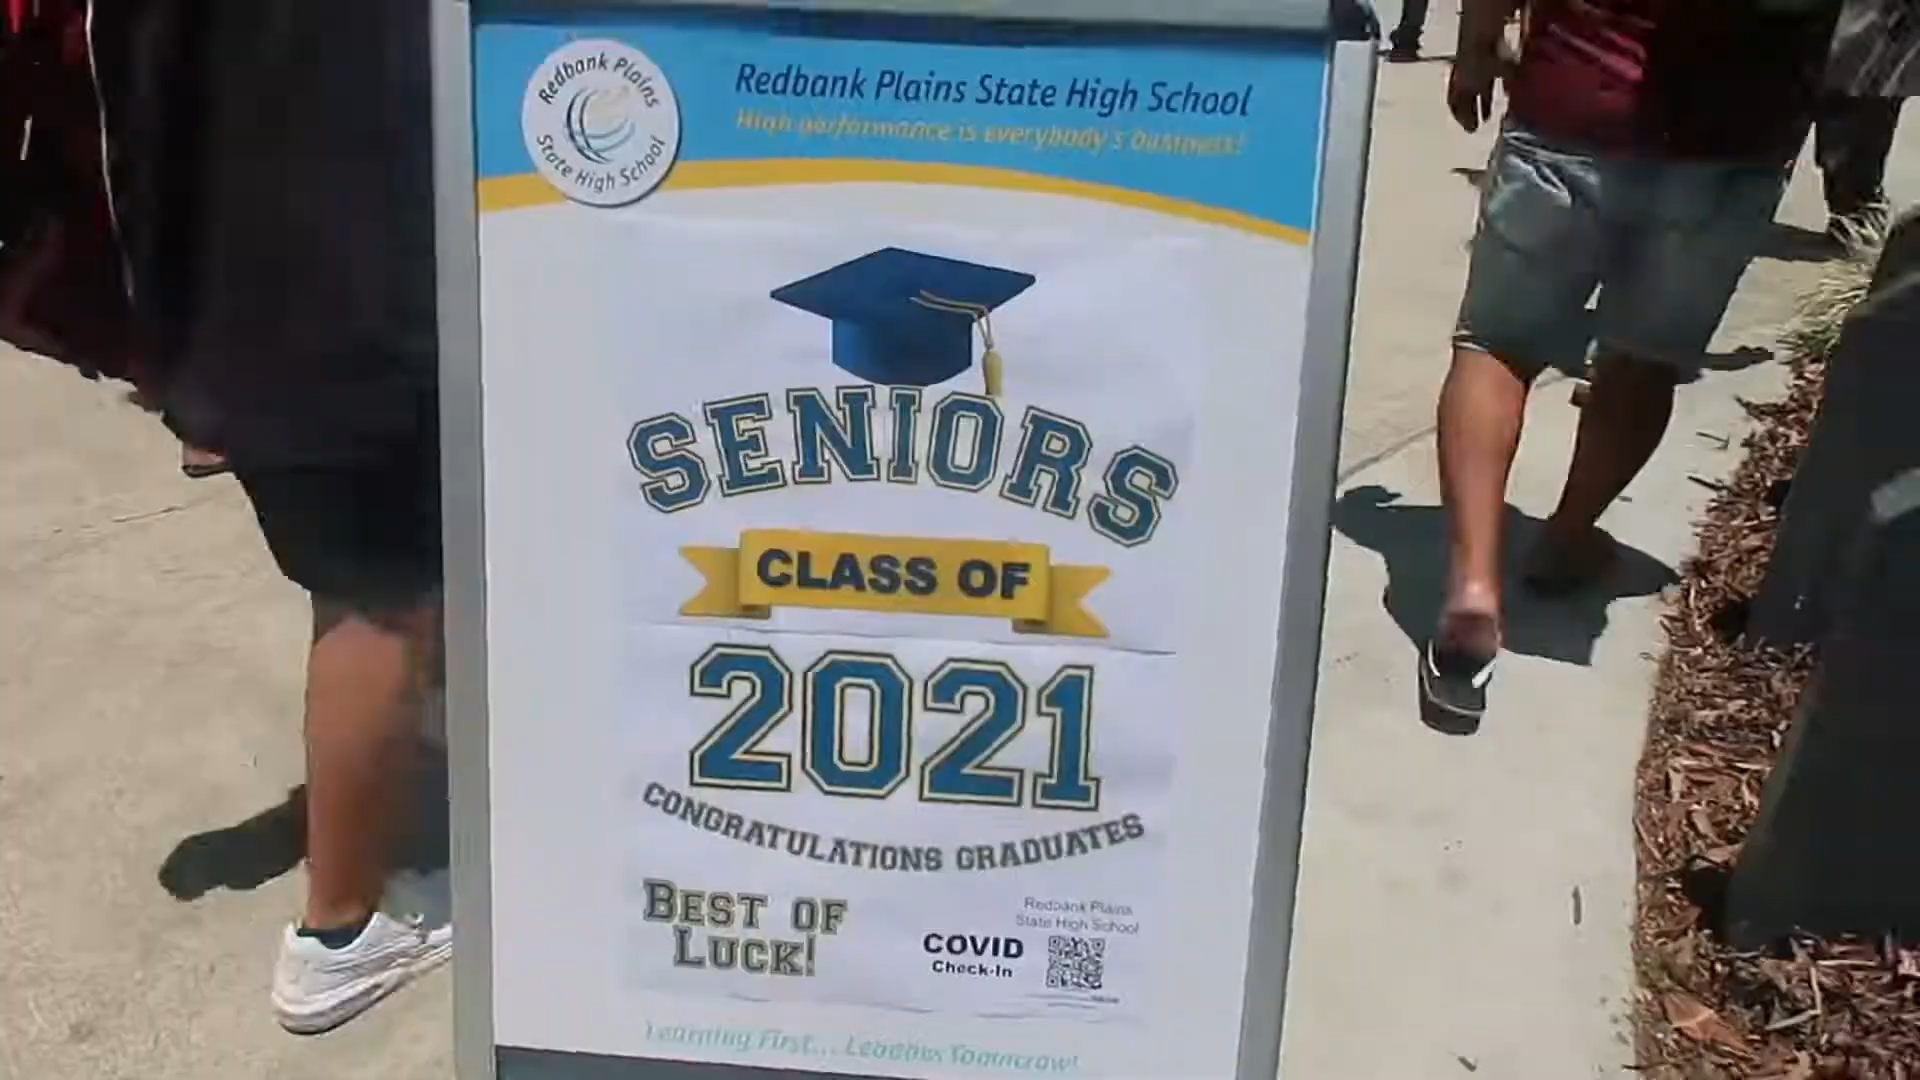 Redbank Plains
State High School
Redbank Plains State High School
High performance is everybody's business!
SENIORS
CLASS OF
2021
CONGRATULATIONS GRADUATES
BEST OF
LUCK!
Redbank Plains
State High School
COVID
Check-In
Learning First... Leaders Tomorrow!